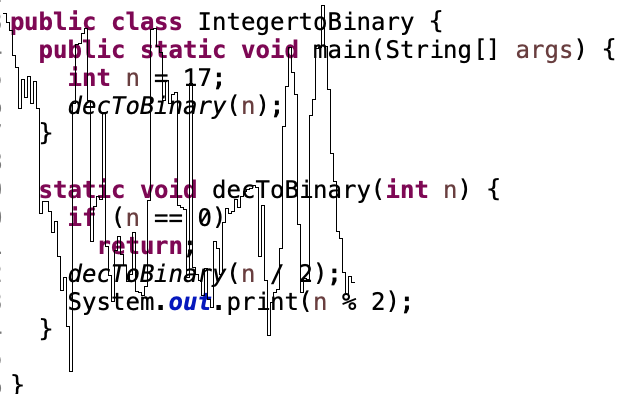 public class IntegertoBinary {
public static void main(String[] args) {
int n = 17;
decToBinary(n);
}
static void decToBinary(int n) {
if (n == 0)
return;
decToBinary(n / 2);
System.out.print(n % 2);
}
}